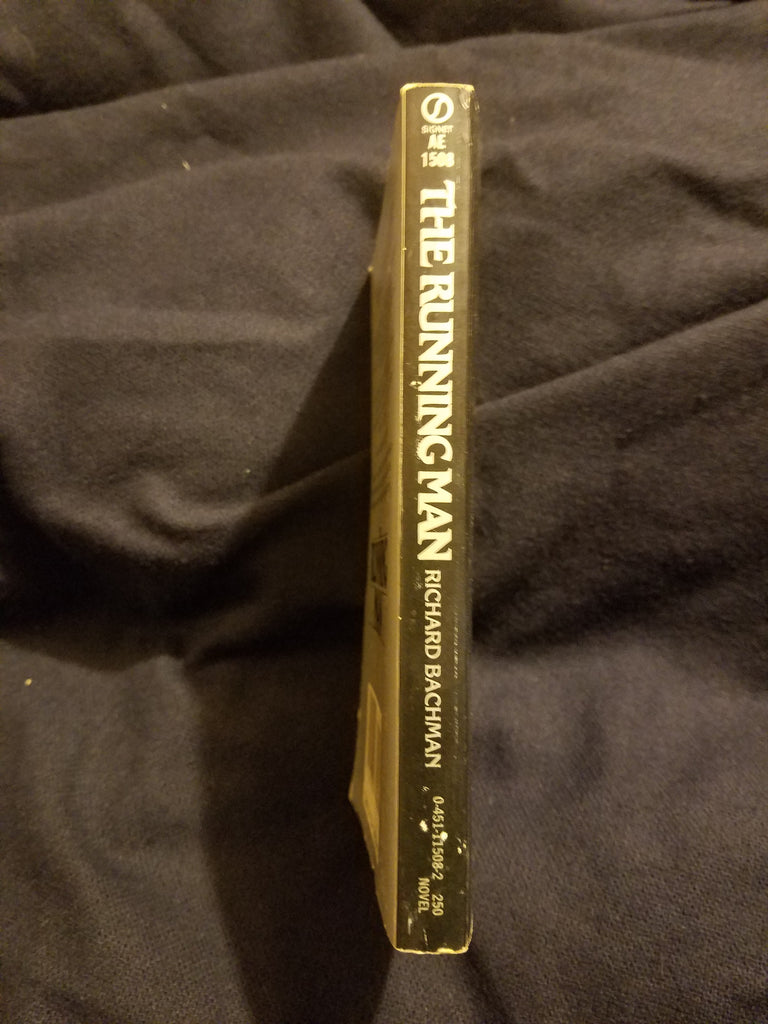 SIGNET
AE
1508
THE RUNNING MAN
RICHARD BACHMAN
0-451-11508-2 250
NOVEL